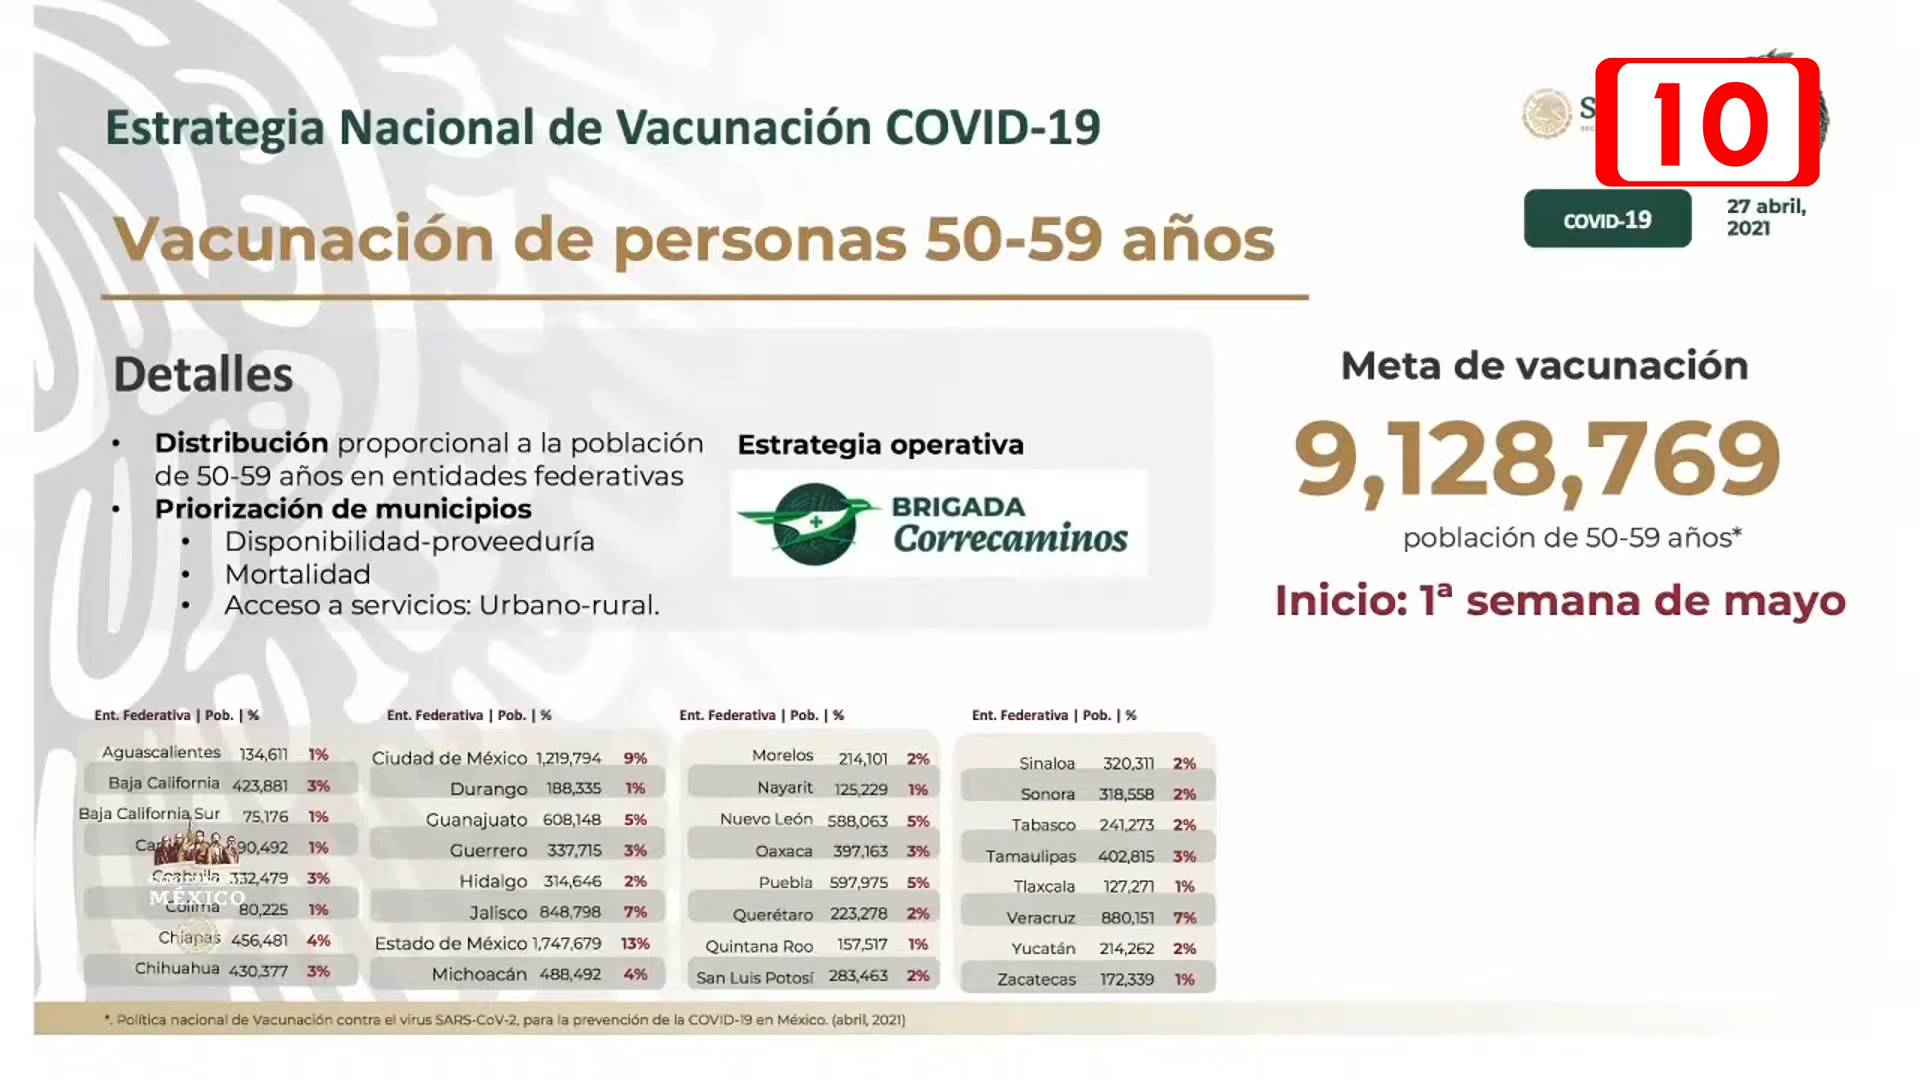 Estrategia Nacional de Vacunación COVID-19
10
COVID-19
27 abril,
2021
Vacunación de personas 50-59 años
Detalles
• Distribución proporcional a la población
de 50-59 años en entidades federativas
• Priorización de municipios
• Disponibilidad-proveeduría
• Mortalidad
• Acceso a servicios: Urbano-rural.
Estrategia operativa
BRIGADA
Correcaminos
Meta de vacunación
9,128,769
población de 50-59 años*
Inicio: 1ª semana de mayo
Ent. Federativa | Pob. | %
Aguascalientes 134,611 1%
Baja California 423,881 3%
Baja California Sur 75,176 1%
90,492 1%
Coahuila 332,479 3%
Colima 80,225 1%
Chiapas 456,481 4%
Chihuahua 430,377 3%
MÉXICO
Ent. Federativa | Pob. | %
Ciudad de México 1,219,794 9%
Durango 188,335 1%
Guanajuato 608,148 5%
Guerrero 337,715 3%
Hidalgo 314,646 2%
Jalisco 848,798 7%
Estado de México 1,747,679 13%
Michoacán 488,492 4%
Ent. Federativa | Pob. | %
Morelos 214,101 2%
Nayarit 125,229 1%
Nuevo León 588,063 5%
Oaxaca 397,163 3%
Puebla 597,975 5%
Querétaro 223,278 2%
Quintana Roo 157,517 1%
San Luis Potosí 283,463 2%
Ent. Federativa | Pob. | %
Sinaloa 320,311 2%
Sonora 318,558 2%
Tabasco 241,273 2%
Tamaulipas 402,815 3%
Tlaxcala 127,271 1%
Veracruz 880,151 7%
Yucatán 214,262 2%
Zacatecas 172,339 1%
*. Política nacional de Vacunación contra el virus SARS-CoV-2, para la prevención de la COVID-19 en México. (abril, 2021)